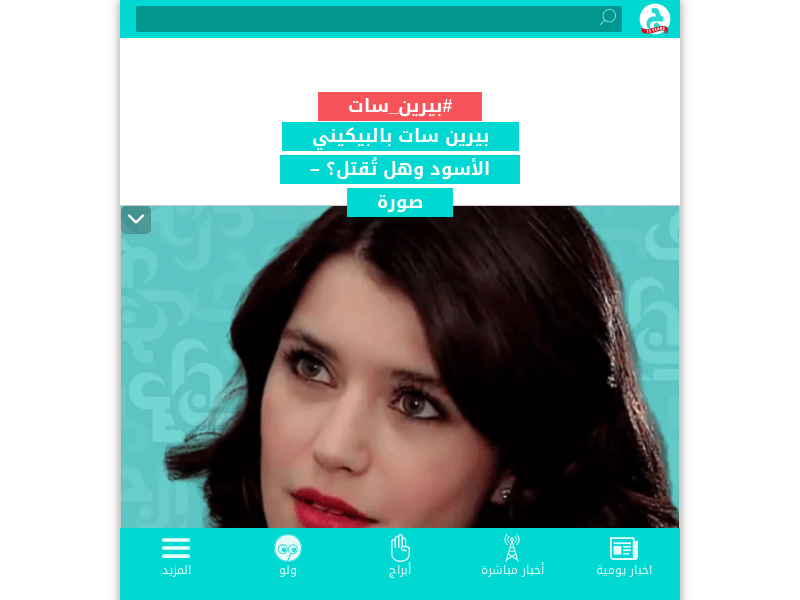 #بيرين_سات
بيرين سات بالبيكيني
الأسود وهل تُقتل؟ –
صورة
اخبار يومية
أخبار مباشرة
أبراج
ولو
المزيد